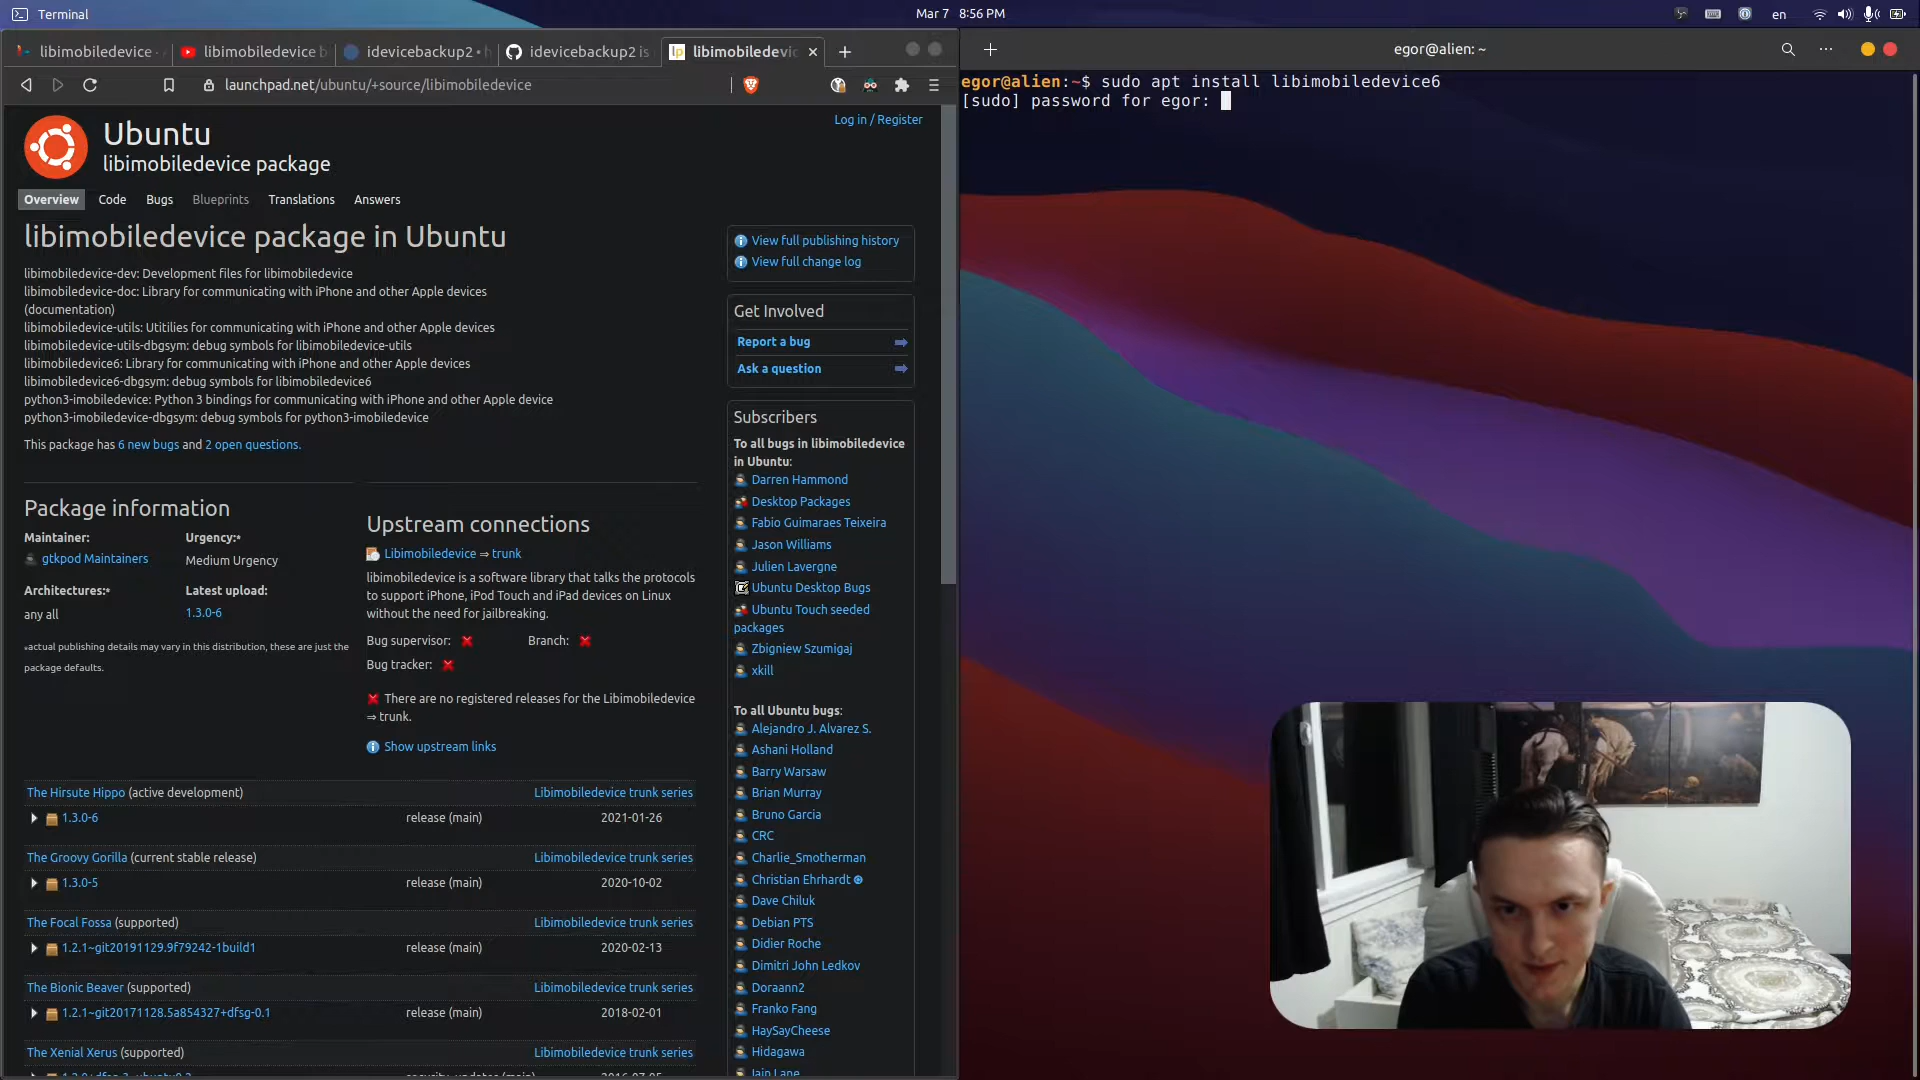 Terminal
Mar 7 8:56 PM
en
libimobiledevice
libimobiledevice b
idevicebackup2 •
idevicebackup2 is
libimobiledevic
launchpad.net/ubuntu/+source/libimobiledevice
Log in / Register
Ubuntu
libimobiledevice package
Overview Code Bugs Blueprints Translations Answers
libimobiledevice package in Ubuntu
libimobiledevice-dev: Development files for libimobiledevice
libimobiledevice-doc: Library for communicating with iPhone and other Apple devices
(documentation)
libimobiledevice-utils: Utitilies for communicating with iPhone and other Apple devices
libimobiledevice-utils-dbgsym: debug symbols for libimobiledevice-utils
libimobiledevice6: Library for communicating with iPhone and other Apple devices
libimobiledevice6-dbgsym: debug symbols for libimobiledevice6
python3-imobiledevice: Python 3 bindings for communicating with iPhone and other Apple device
python3-imobiledevice-dbgsym: debug symbols for python3-imobiledevice
This package has 6 new bugs and 2 open questions.
Package information
Maintainer:
gtkpod Maintainers
Urgency:*
Medium Urgency
Architectures:*
any all
Latest upload:
1.3.0-6
*actual publishing details may vary in this distribution, these are just the
package defaults.
Upstream connections
Libimobiledevice ⇒ trunk
libimobiledevice is a software library that talks the protocols
to support iPhone, iPod Touch and iPad devices on Linux
without the need for jailbreaking.
Bug supervisor:
Branch:
Bug tracker:
There are no registered releases for the Libimobiledevice
⇒ trunk.
Show upstream links
The Hirsute Hippo (active development) Libimobiledevice trunk series
1.3.0-6 release (main) 2021-01-26
The Groovy Gorilla (current stable release) Libimobiledevice trunk series
1.3.0-5 release (main) 2020-10-02
The Focal Fossa (supported) Libimobiledevice trunk series
1.2.1~git20191129.9f79242-1build1 release (main) 2020-02-13
The Bionic Beaver (supported) Libimobiledevice trunk series
1.2.1~git20171128.5a854327+dfsg-0.1 release (main) 2018-02-01
The Xenial Xerus (supported) Libimobiledevice trunk series
View full publishing history
View full change log
Get Involved
Report a bug
Ask a question
Subscribers
To all bugs in libimobiledevice
in Ubuntu:
Darren Hammond
Desktop Packages
Fabio Guimaraes Teixeira
Jason Williams
Julien Lavergne
Ubuntu Desktop Bugs
Ubuntu Touch seeded
packages
Zbigniew Szumigaj
xkill
To all Ubuntu bugs:
Alejandro J. Alvarez S.
Ashani Holland
Barry Warsaw
Brian Murray
Bruno Garcia
CRC
Charlie_Smotherman
Christian Ehrhardt
Dave Chiluk
Debian PTS
Didier Roche
Dimitri John Ledkov
Doraann2
Franko Fang
HaySayCheese
Hidagawa
Iain Lane
egor@alien: ~
egor@alien:~$ sudo apt install libimobiledevice6
[sudo] password for egor: